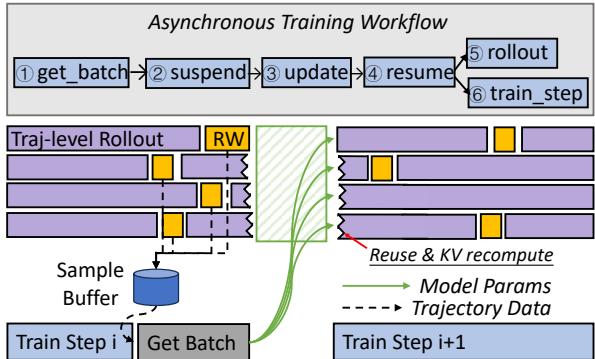 Asynchronous Training Workflow
① get_batch
② suspend
③ update
④ resume
⑤ rollout
⑥ train_step
Traj-level Rollout
RW
Reuse & KV recompute
Sample
Buffer
Model Params
Trajectory Data
Train Step i
Get Batch
Train Step i+1